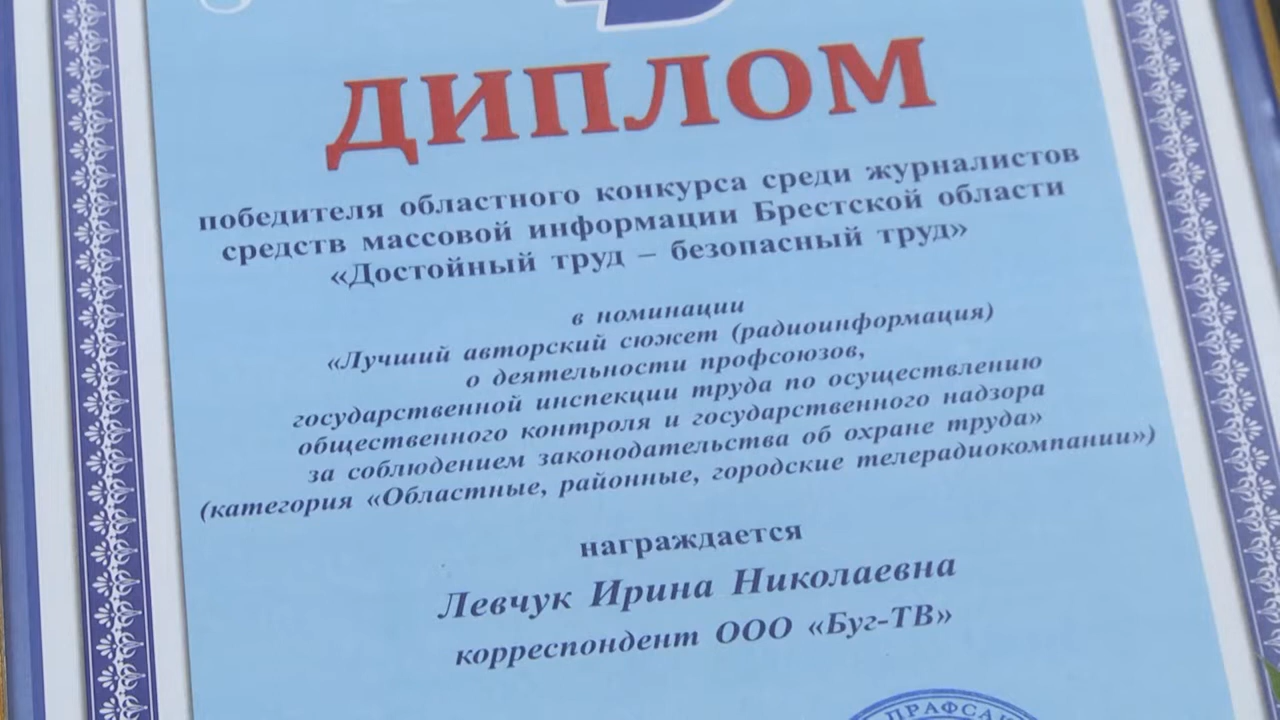 ДИПЛОМ
победителя областного конкурса среди журналистов
средств массовой информации Брестской области
«Достойный труд – безопасный труд»
в номинации
«Лучший авторский сюжет (радиоинформация)
о деятельности профсоюзов,
государственной инспекции труда по осуществлению
общественного контроля и государственного надзора
за соблюдением законодательства об охране труда»
(категория «Областные, районные, городские телерадиокомпании»)
награждается
Левчук Ирина Николаевна
корреспондент ООО «Буг-ТВ»